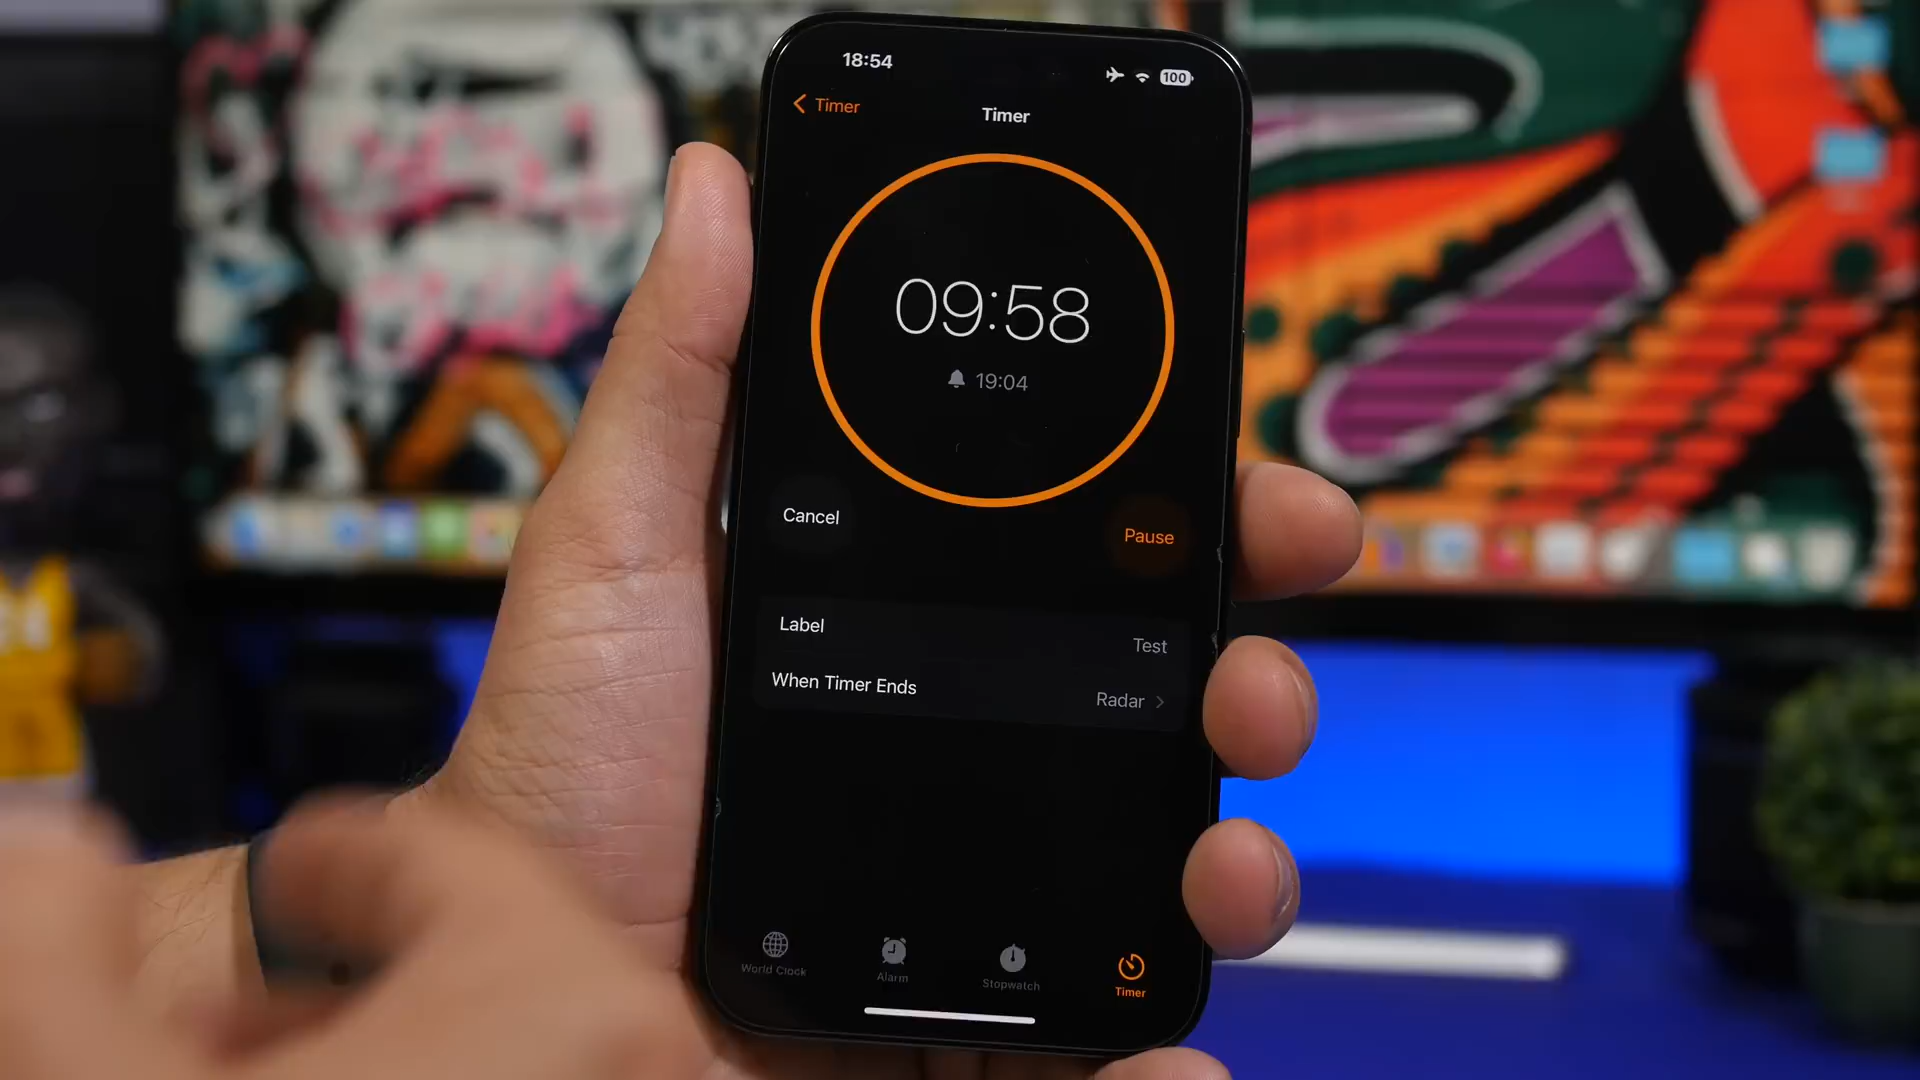 18:54
100
Timer
Timer
09:58
19:04
Cancel
Pause
Label
Test
When Timer Ends
Radar
World Clock
Alarm
Stopwatch
Timer